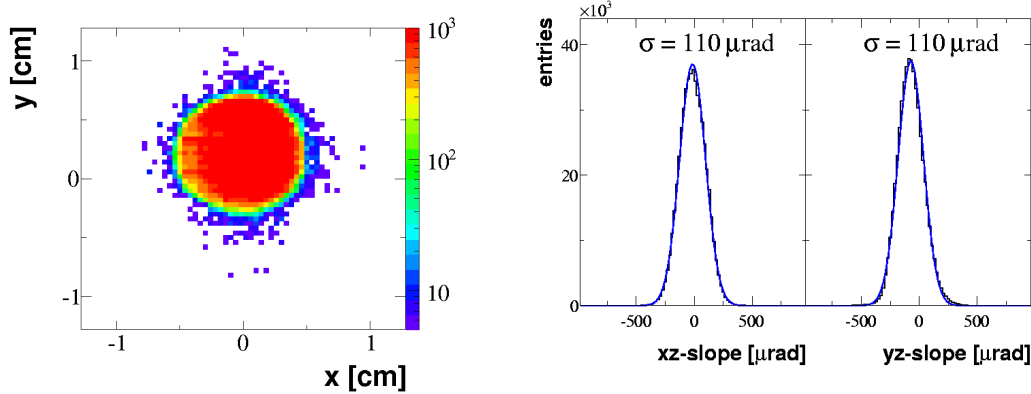 y [cm]
1
0
-1
-1
0
1
x [cm]
10³
10²
10
×10³
entries
40
20
0
σ = 110 μrad
σ = 110 μrad
-500
0
500
-500
0
500
xz-slope [μrad]
yz-slope [μrad]